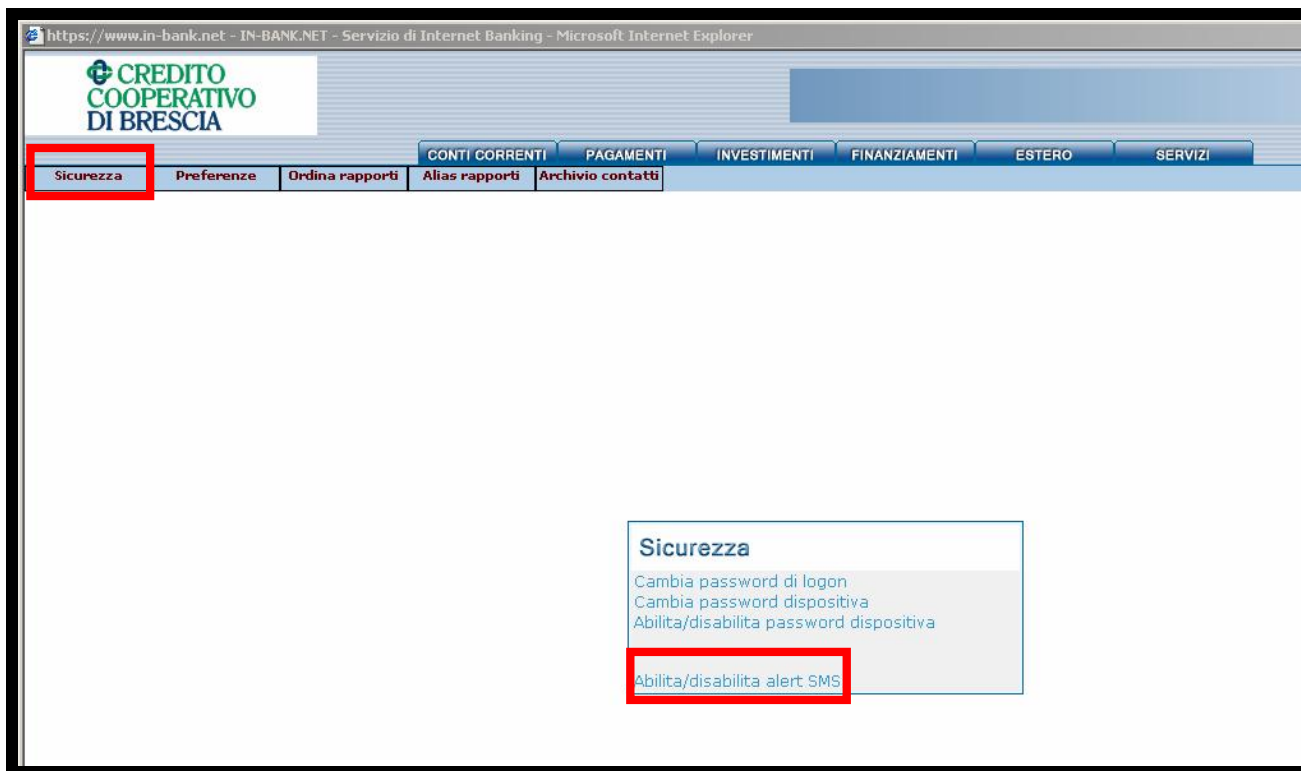 https://www.in-bank.net - IN-BANK.NET - Servizio di Internet Banking - Microsoft Internet Explorer
CREDITO
COOPERATIVO
DI BRESCIA
CONTI CORRENTI PAGAMENTI INVESTIMENTI FINANZIAMENTI ESTERO SERVIZI
Sicurezza Preferenze Ordina rapporti Alias rapporti Archivio contatti
Sicurezza
Cambia password di logon
Cambia password dispositiva
Abilita/disabilita password dispositiva
Abilita/disabilita alert SMS